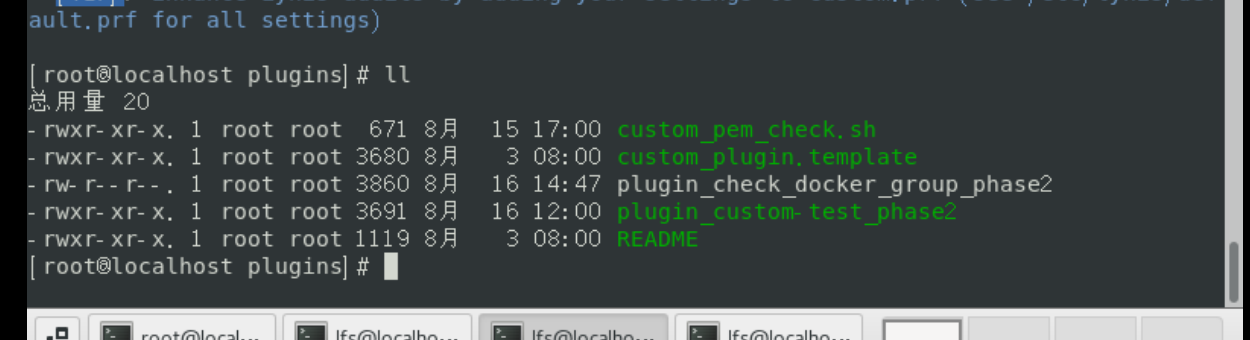 ault.prf for all settings)
[root@localhost plugins]# ll
总用量 20
-rwxr-xr-x. 1 root root  671 8月  15 17:00 custom_pem_check.sh
-rwxr-xr-x. 1 root root 3680 8月   3 08:00 custom_plugin.template
-rw-r--r--. 1 root root 3860 8月  16 14:47 plugin_check_docker_group_phase2
-rwxr-xr-x. 1 root root 3691 8月  16 12:00 plugin_custom-test_phase2
-rwxr-xr-x. 1 root root 1119 8月   3 08:00 README
[root@localhost plugins]#
root@local... lfs@localho... lfs@localho... lfs@localho...